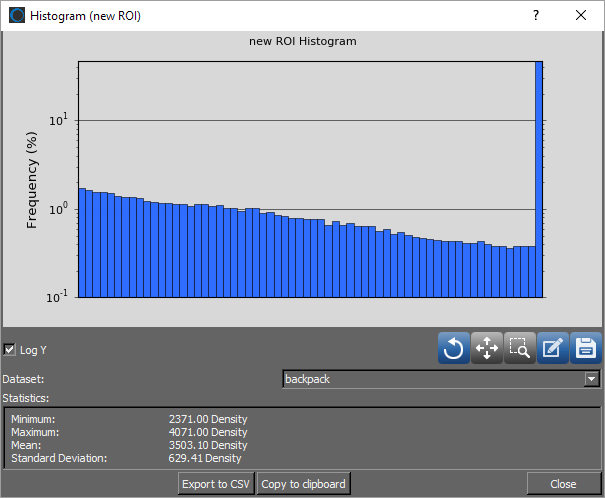 Histogram (new ROI)
?
new ROI Histogram
Frequency (%)
10^1
10^0
10^-1
Log Y
Dataset:
backpack
Statistics:
Minimum: 2371.00 Density
Maximum: 4071.00 Density
Mean: 3503.10 Density
Standard Deviation: 629.41 Density
Export to CSV
Copy to clipboard
Close